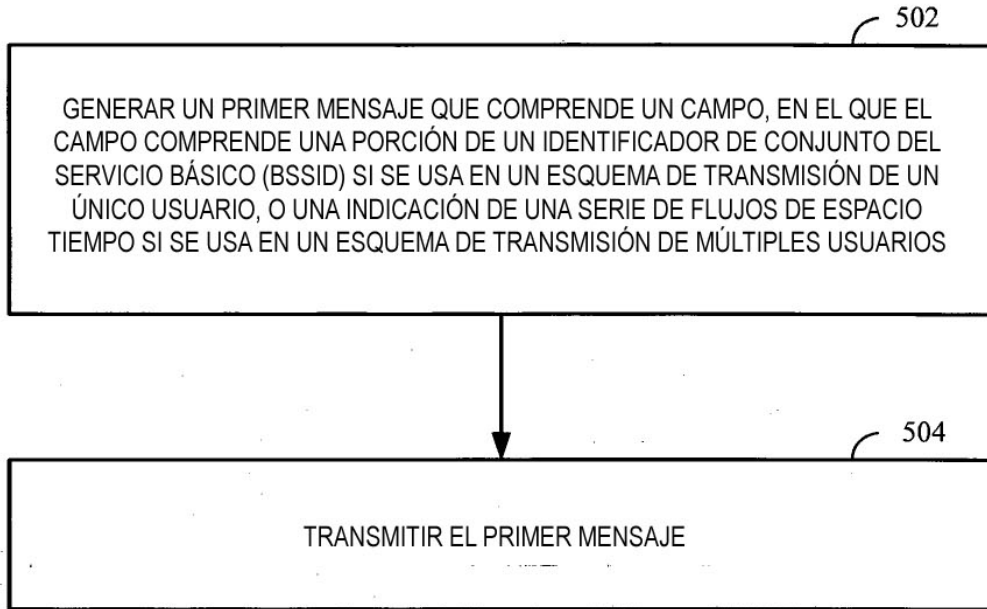 502
GENERAR UN PRIMER MENSAJE QUE COMPRENDE UN CAMPO, EN EL QUE EL
CAMPO COMPRENDE UNA PORCIÓN DE UN IDENTIFICADOR DE CONJUNTO DEL
SERVICIO BÁSICO (BSSID) SI SE USA EN UN ESQUEMA DE TRANSMISIÓN DE UN
ÚNICO USUARIO, O UNA INDICACIÓN DE UNA SERIE DE FLUJOS DE ESPACIO
TIEMPO SI SE USA EN UN ESQUEMA DE TRANSMISIÓN DE MÚLTIPLES USUARIOS
504
TRANSMITIR EL PRIMER MENSAJE